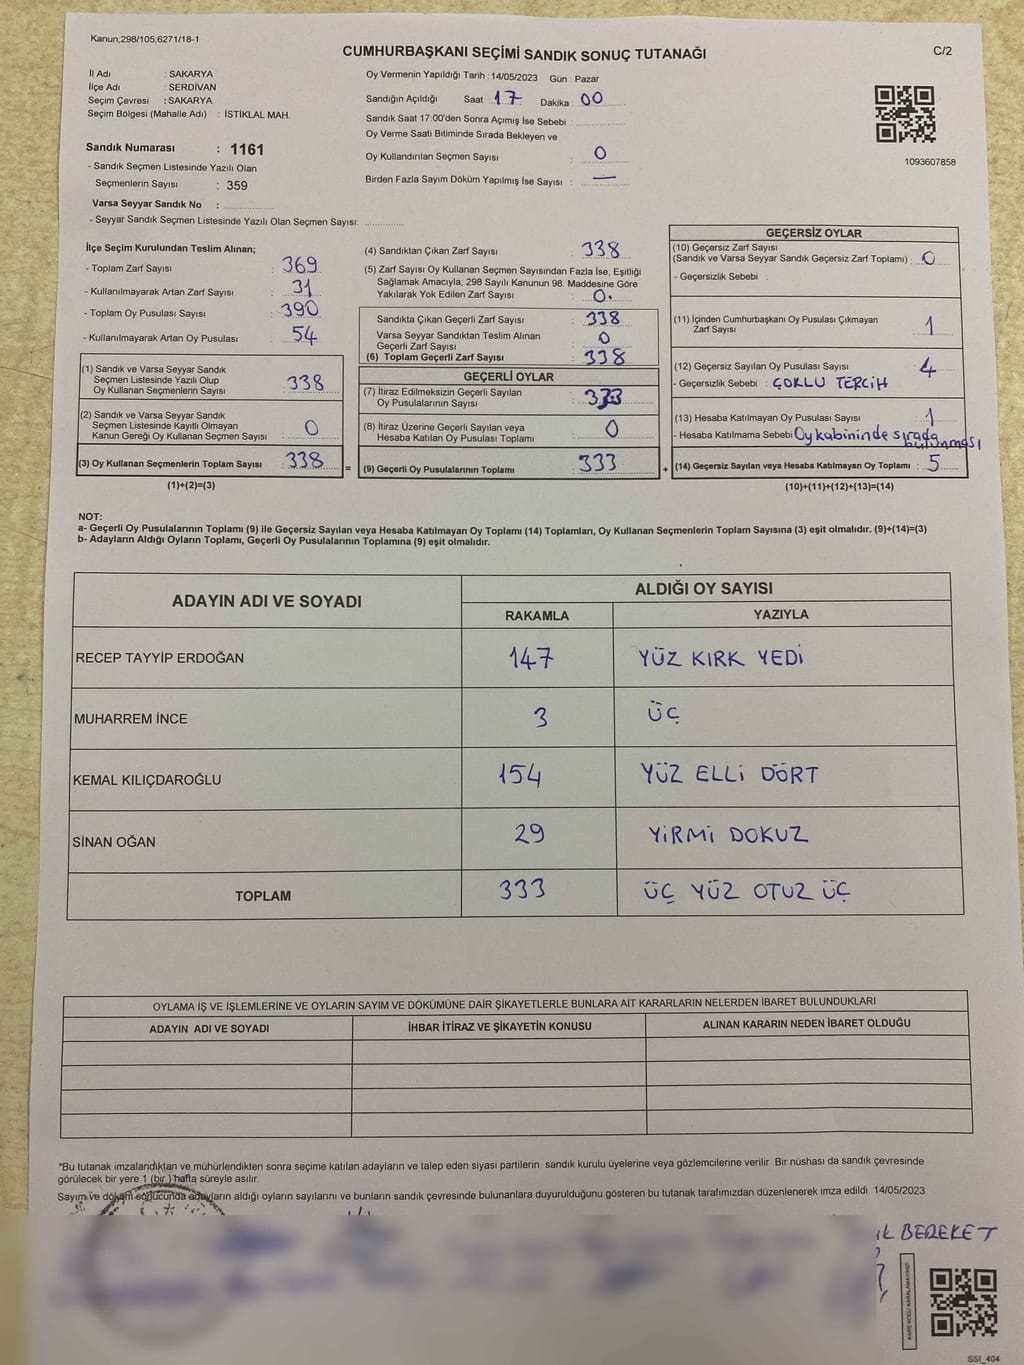 Kanun;298/105;6271/18-1
CUMHURBAŞKANI SEÇİMİ SANDIK SONUÇ TUTANAĞI
C/2
İl Adı : SAKARYA
İlçe Adı : SERDİVAN
Seçim Çevresi : SAKARYA
Seçim Bölgesi (Mahalle Adı) : İSTİKLAL MAH.
Sandık Numarası : 1161
- Sandık Seçmen Listesinde Yazılı Olan
Seçmenlerin Sayısı : 359
Varsa Seyyar Sandık No :
- Seyyar Sandık Seçmen Listesinde Yazılı Olan Seçmen Sayısı:
Oy Vermenin Yapıldığı Tarih : 14/05/2023 Gün : Pazar
Sandığın Açıldığı Saat : 17 Dakika : 00
Sandık Saat 17:00'den Sonra Açımış İse Sebebi :
Oy Verme Saati Bitiminde Sırada Bekleyen ve
Oy Kullandırılan Seçmen Sayısı : 0
Birden Fazla Sayım Döküm Yapılmış İse Sayısı : —
1093607858
İlçe Seçim Kurulundan Teslim Alınan;
- Toplam Zarf Sayısı : 369
- Kullanılmayarak Artan Zarf Sayısı : 31
- Toplam Oy Pusulası Sayısı : 390
- Kullanılmayarak Artan Oy Pusulası : 54
(1) Sandık ve Varsa Seyyar Sandık
Seçmen Listesinde Yazılı Olup
Oy Kullanan Seçmenlerin Sayısı : 338
(2) Sandık ve Varsa Seyyar Sandık
Seçmen Listesinde Kayıtlı Olmayan
Kanun Gereği Oy Kullanan Seçmen Sayısı : 0
(3) Oy Kullanan Seçmenlerin Toplam Sayısı : 338
(1)+(2)=(3)
=
(4) Sandıktan Çıkan Zarf Sayısı : 338
(5) Zarf Sayısı Oy Kullanan Seçmen Sayısından Fazla İse, Eşitliği
Sağlamak Amacıyla; 298 Sayılı Kanunun 98. Maddesine Göre
Yakılarak Yok Edilen Zarf Sayısı : 0.
Sandıkta Çıkan Geçerli Zarf Sayısı : 338
Varsa Seyyar Sandıktan Teslim Alınan
Geçerli Zarf Sayısı : 0
(6) Toplam Geçerli Zarf Sayısı : 338
GEÇERLİ OYLAR
(7) İtiraz Edilmeksizin Geçerli Sayılan
Oy Pusulalarının Sayısı : 333
(8) İtiraz Üzerine Geçerli Sayılan veya
Hesaba Katılan Oy Pusulası Toplamı : 0
(9) Geçerli Oy Pusulalarının Toplamı : 333
+
GEÇERSİZ OYLAR
(10) Geçersiz Zarf Sayısı
(Sandık ve Varsa Seyyar Sandık Geçersiz Zarf Toplamı) : 0
- Geçersizlik Sebebi :
(11) İçinden Cumhurbaşkanı Oy Pusulası Çıkmayan
Zarf Sayısı : 1
(12) Geçersiz Sayılan Oy Pusulası Sayısı : 4
- Geçersizlik Sebebi : ÇOKLU TERCİH
(13) Hesaba Katılmayan Oy Pusulası Sayısı : 1
- Hesaba Katılmama Sebebi : Oy kabininde sırada
bulunması
(14) Geçersiz Sayılan veya Hesaba Katılmayan Oy Toplamı : 5
(10)+(11)+(12)+(13)=(14)
NOT:
a- Geçerli Oy Pusulalarının Toplamı (9) ile Geçersiz Sayılan veya Hesaba Katılmayan Oy Toplamı (14) Toplamları, Oy Kullanan Seçmenlerin Toplam Sayısına (3) eşit olmalıdır. (9)+(14)=(3)
b- Adayların Aldığı Oyların Toplamı, Geçerli Oy Pusulalarının Toplamına (9) eşit olmalıdır.
ADAYIN ADI VE SOYADI
ALDIĞI OY SAYISI
RAKAMLA YAZIYLA
RECEP TAYYİP ERDOĞAN 147 YÜZ KIRK YEDİ
MUHARREM İNCE 3 ÜÇ
KEMAL KILIÇDAROĞLU 154 YÜZ ELLİ DÖRT
SİNAN OĞAN 29 YİRMİ DOKUZ
TOPLAM 333 ÜÇ YÜZ OTUZ ÜÇ
OYLAMA İŞ VE İŞLEMLERİNE VE OYLARIN SAYIM VE DÖKÜMÜNE DAİR ŞİKAYETLERLE BUNLARA AİT KARARLARIN NELERDEN İBARET BULUNDUKLARI
ADAYIN ADI VE SOYADI İHBAR İTİRAZ VE ŞİKAYETİN KONUSU ALINAN KARARIN NEDEN İBARET OLDUĞU
*Bu tutanak imzalandıktan ve mühürlendikten sonra seçime katılan adayların ve talep eden siyasi partilerin sandık kurulu üyelerine veya gözlemcilerine verilir. Bir nüshası da sandık çevresinde
görülecek bir yere 1 (bir ) hafta süreyle asılır.
Sayım ve döküm sonucunda adayların aldığı oyların sayılarını ve bunların sandık çevresinde bulunanlara duyurulduğunu gösteren bu tutanak tarafımızdan düzenlenerek imza edildi. 14/05/2023
BEREKET
KARE KODU KARALAMAYINIZ!
SSI_404